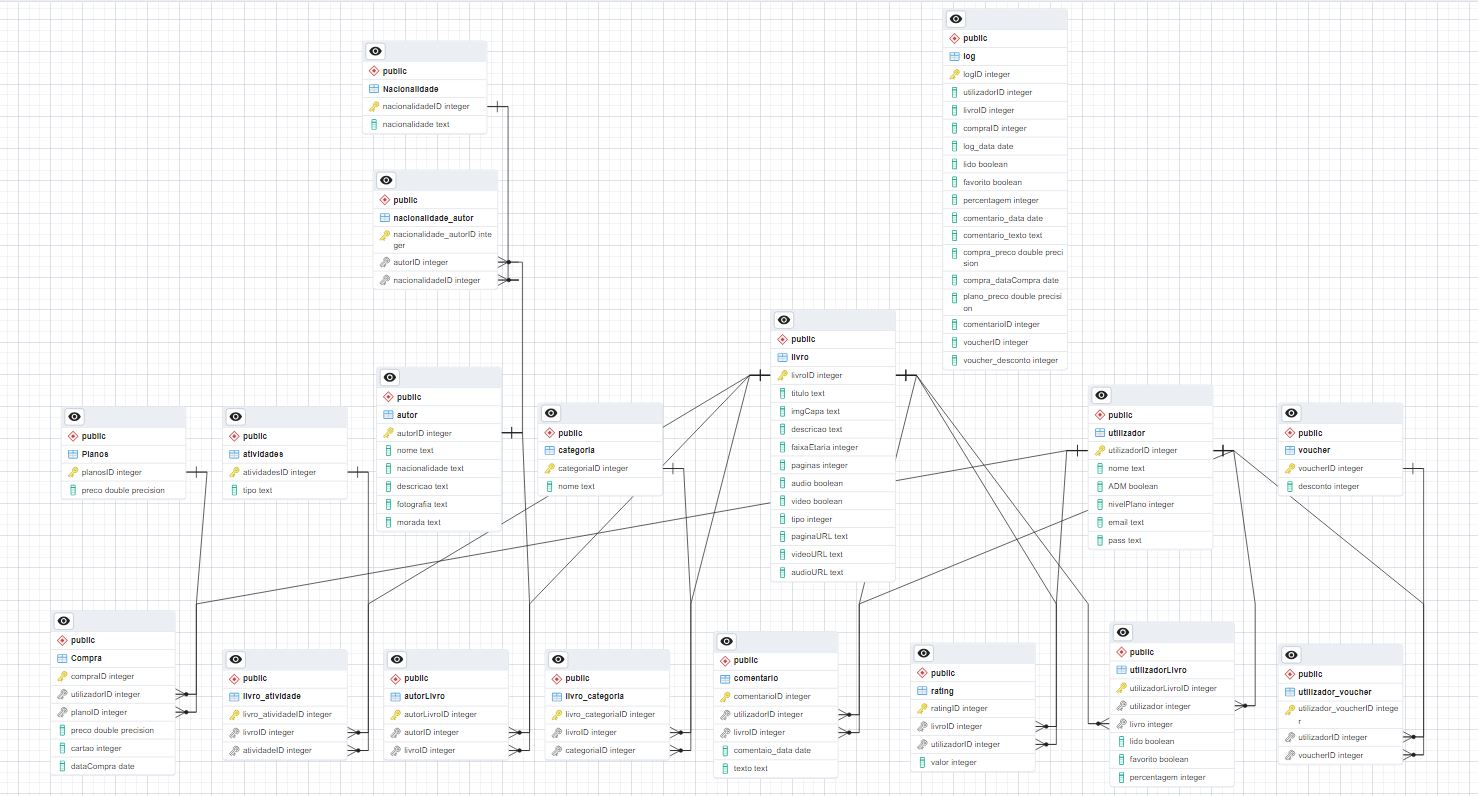 public
Nacionalidade
nacionalidadeID integer
nacionalidade text
public
nacionalidade_autor
nacionalidade_autorID inte
ger
autorID integer
nacionalidadeID integer
public
log
logID integer
utilizadorID integer
livroID integer
compraID integer
log_data date
lido boolean
favorito boolean
percentagem integer
comentario_data date
comentario_texto text
compra_preco double preci
sion
compra_dataCompra date
plano_preco double precisi
on
comentarioID integer
voucherID integer
voucher_desconto integer
public
Planos
planosID integer
preco double precision
public
atividades
atividadesID integer
tipo text
public
autor
autorID integer
nome text
nacionalidade text
descricao text
fotografia text
morada text
public
categoria
categoriaID integer
nome text
public
livro
livroID integer
titulo text
imgCapa text
descricao text
faixaEtaria integer
paginas integer
audio boolean
video boolean
tipo integer
paginaURL text
videoURL text
audioURL text
public
utilizador
utilizadorID integer
nome text
ADM boolean
nivelPlano integer
email text
pass text
public
voucher
voucherID integer
desconto integer
public
Compra
compraID integer
utilizadorID integer
planoID integer
preco double precision
cartao integer
dataCompra date
public
livro_atividade
livro_atividadeID integer
livroID integer
atividadeID integer
public
autorLivro
autorLivroID integer
autorID integer
livroID integer
public
livro_categoria
livro_categoriaID integer
livroID integer
categoriaID integer
public
comentario
comentarioID integer
utilizadorID integer
livroID integer
comentaio_data date
texto text
public
rating
ratingID integer
livroID integer
utilizadorID integer
valor integer
public
utilizadorLivro
utilizadorLivroID integer
utilizador integer
livro integer
lido boolean
favorito boolean
percentagem integer
public
utilizador_voucher
utilizador_voucherID intege
r
utilizadorID integer
voucherID integer